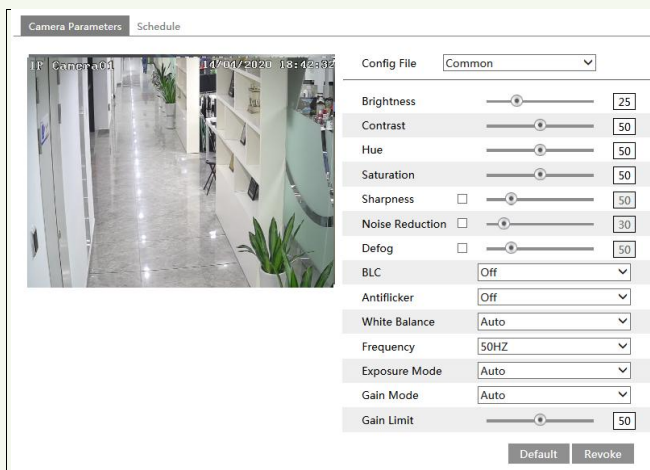 Camera Parameters Schedule
IP Camera01 14/04/2020 18:42:32
Config File Common
Brightness 25
Contrast 50
Hue 50
Saturation 50
Sharpness 50
Noise Reduction 30
Defog 50
BLC Off
Antiflicker Off
White Balance Auto
Frequency 50HZ
Exposure Mode Auto
Gain Mode Auto
Gain Limit 50
Default Revoke